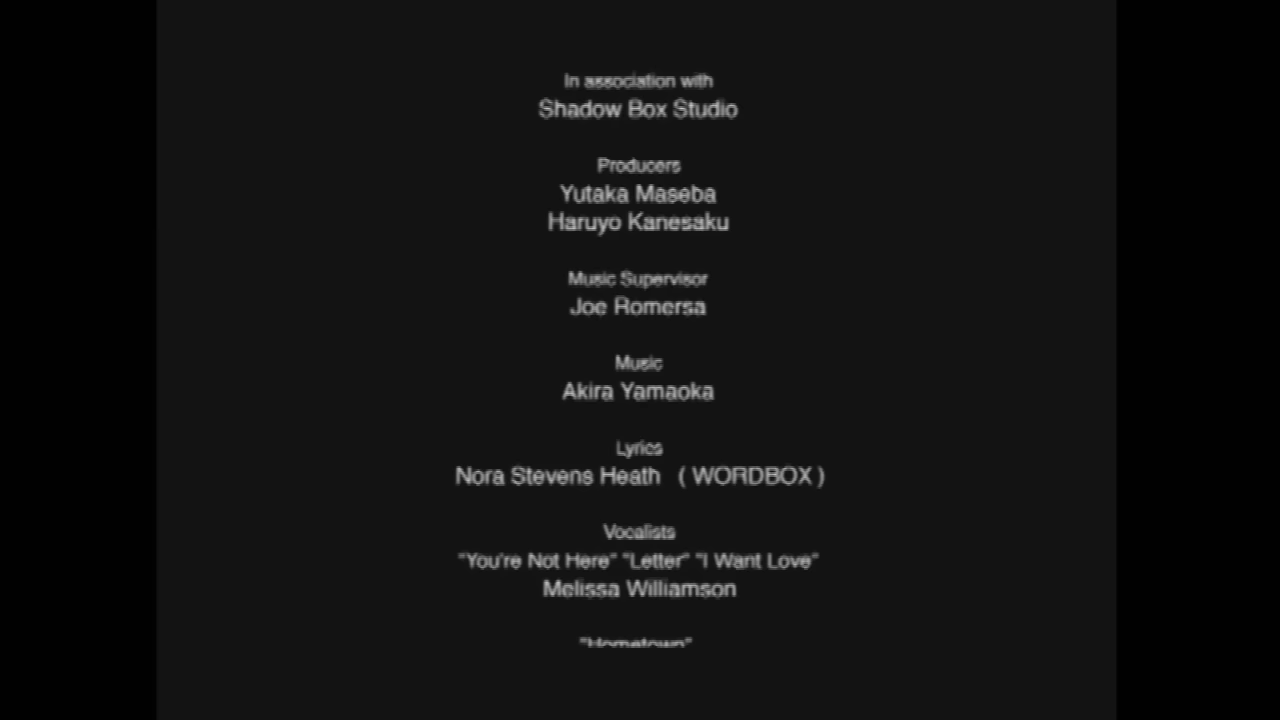 In association with
Shadow Box Studio
Producers
Yutaka Maseba
Haruyo Kanesaku
Music Supervisor
Joe Romersa
Music
Akira Yamaoka
Lyrics
Nora Stevens Heath ( WORDBOX )
Vocalists
"You're Not Here" "Letter" "I Want Love"
Melissa Williamson
"Hometown"